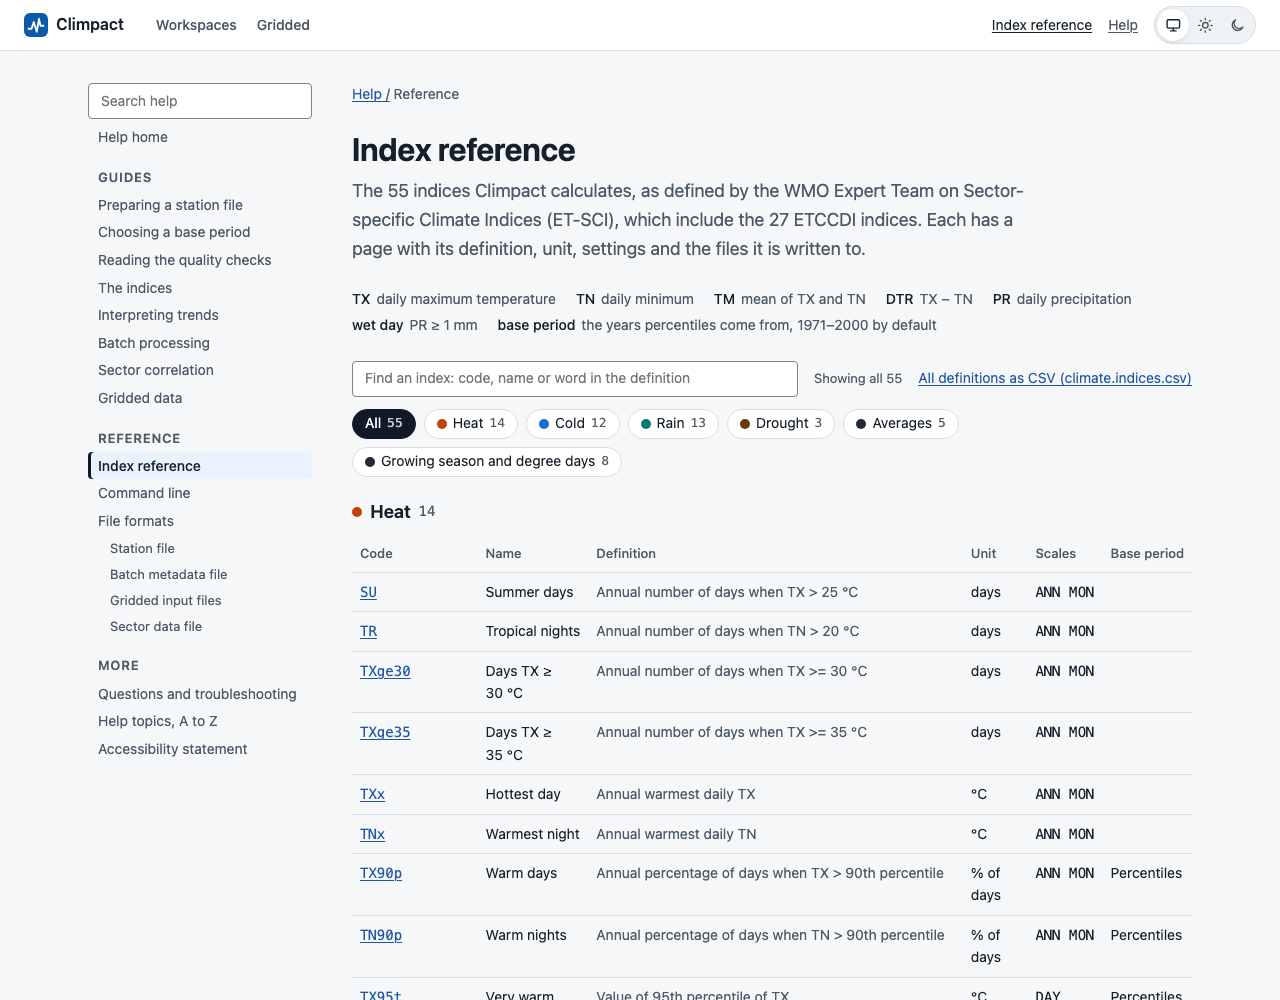 Climpact
Workspaces
Gridded
Index reference
Help
Search help
Help home
GUIDES
Preparing a station file
Choosing a base period
Reading the quality checks
The indices
Interpreting trends
Batch processing
Sector correlation
Gridded data
REFERENCE
Index reference
Command line
File formats
Station file
Batch metadata file
Gridded input files
Sector data file
MORE
Questions and troubleshooting
Help topics, A to Z
Accessibility statement
Help / Reference
Index reference
The 55 indices Climpact calculates, as defined by the WMO Expert Team on Sector-
specific Climate Indices (ET-SCI), which include the 27 ETCCDI indices. Each has a
page with its definition, unit, settings and the files it is written to.
TX daily maximum temperature TN daily minimum TM mean of TX and TN DTR TX − TN PR daily precipitation
wet day PR ≥ 1 mm base period the years percentiles come from, 1971–2000 by default
Find an index: code, name or word in the definition
Showing all 55
All definitions as CSV (climate.indices.csv)
All 55 Heat 14 Cold 12 Rain 13 Drought 3 Averages 5
Growing season and degree days 8
Heat 14
Code Name Definition Unit Scales Base period
SU Summer days Annual number of days when TX > 25 °C days ANN MON
TR Tropical nights Annual number of days when TN > 20 °C days ANN MON
TXge30 Days TX ≥ Annual number of days when TX >= 30 °C days ANN MON
30 °C
TXge35 Days TX ≥ Annual number of days when TX >= 35 °C days ANN MON
35 °C
TXx Hottest day Annual warmest daily TX °C ANN MON
TNx Warmest night Annual warmest daily TN °C ANN MON
TX90p Warm days Annual percentage of days when TX > 90th percentile % of ANN MON Percentiles
days
TN90p Warm nights Annual percentage of days when TN > 90th percentile % of ANN MON Percentiles
days
TX95t Very warm Value of 95th percentile of TX °C DAY Percentiles